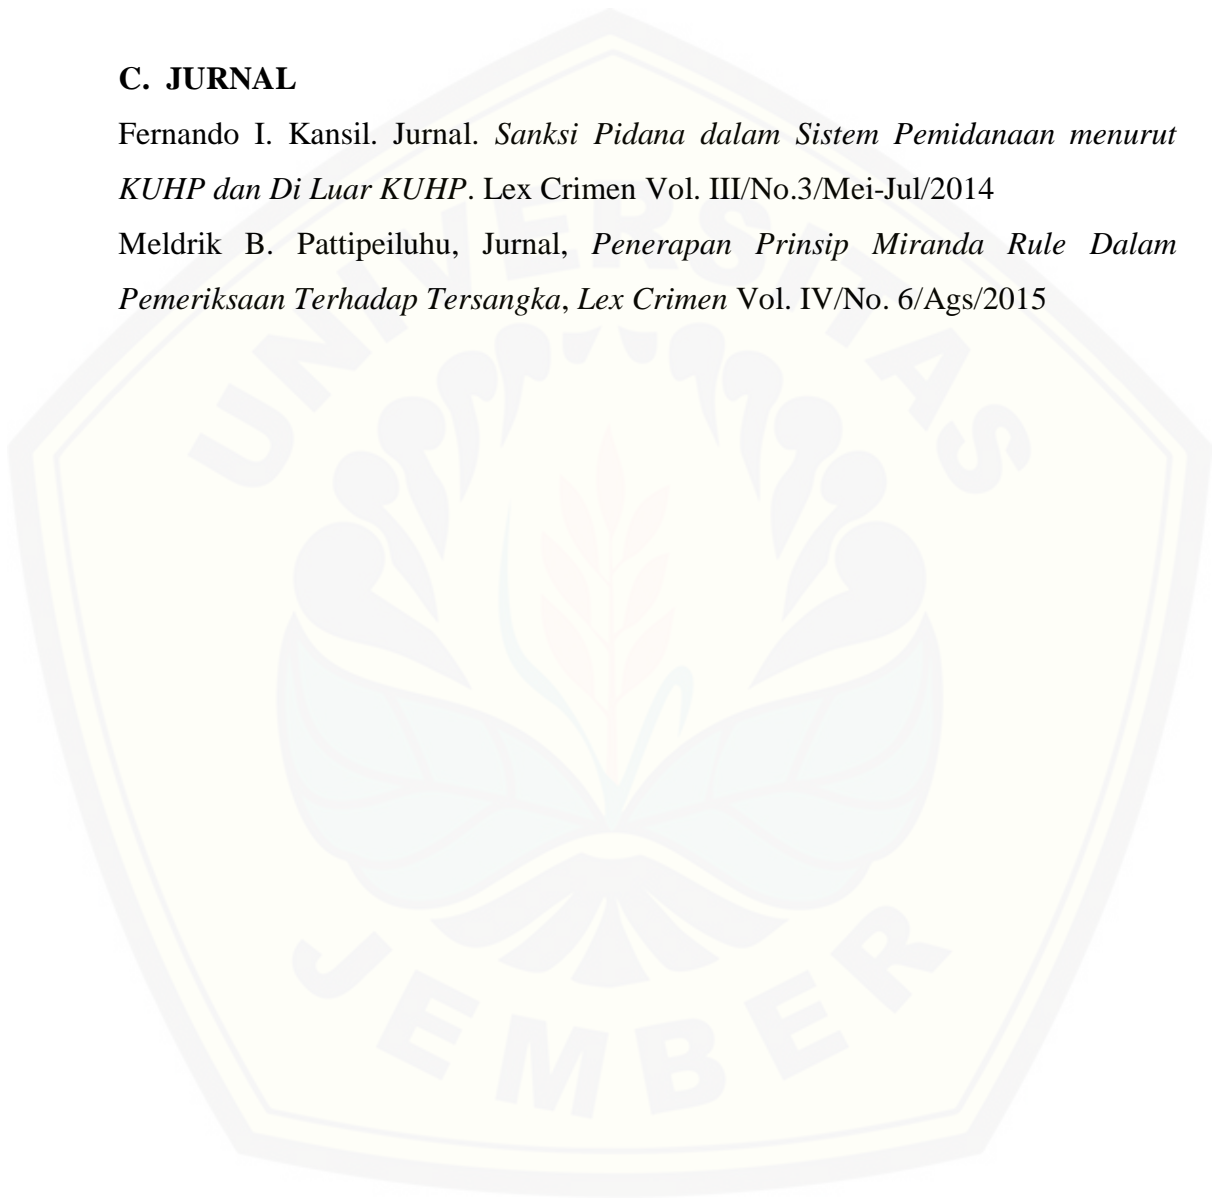 C. JURNAL
Fernando I. Kansil. Jurnal. Sanksi Pidana dalam Sistem Pemidanaan menurut
KUHP dan Di Luar KUHP. Lex Crimen Vol. III/No.3/Mei-Jul/2014
Meldrik B. Pattipeiluhu, Jurnal, Penerapan Prinsip Miranda Rule Dalam
Pemeriksaan Terhadap Tersangka, Lex Crimen Vol. IV/No. 6/Ags/2015
UNIVERSITAS
JEMBER